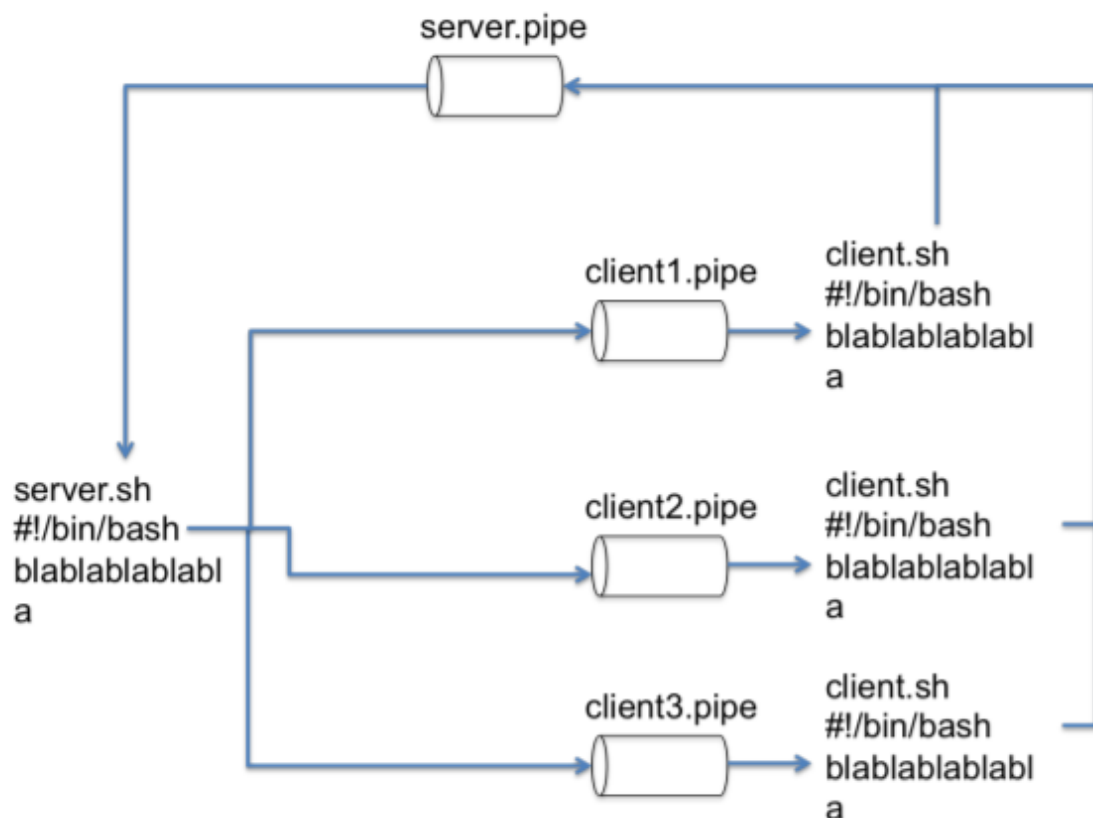 server.pipe
client1.pipe
client.sh
#!/bin/bash
blablablablabl
a
server.sh
#!/bin/bash
blablablablabl
a
client2.pipe
client.sh
#!/bin/bash
blablablablabl
a
client3.pipe
client.sh
#!/bin/bash
blablablablabl
a